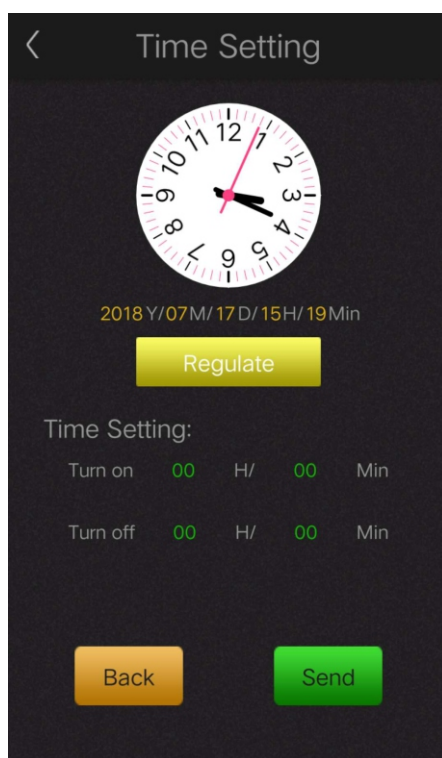 Time Setting
12
1
2
3
4
5
6
7
8
9
10
11
2018 Y/07M/17D/15H/19Min
Regulate
Time Setting:
Turn on 00 H/ 00 Min
Turn off 00 H/ 00 Min
Back Send